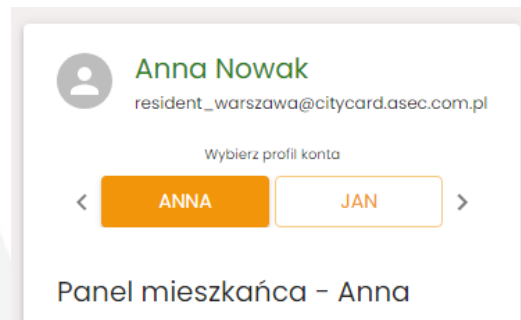 Anna Nowak
resident_warszawa@citycard.asec.com.pl
Wybierz profil konta
ANNA JAN
Panel mieszkańca - Anna